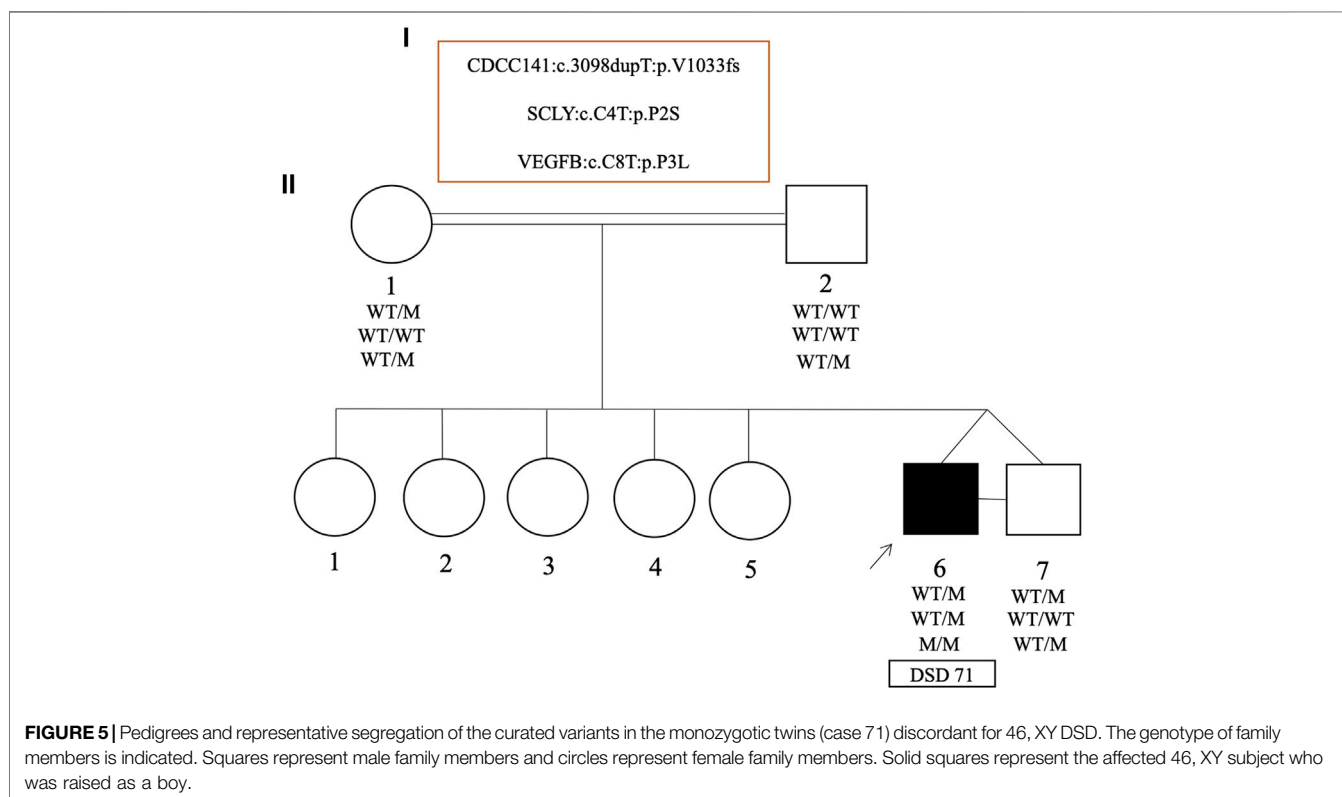 I
CDCC141:c.3098dupT:p.V1033fs
SCLY:c.C4T:p.P2S
VEGFB:c.C8T:p.P3L
II
1
WT/M
WT/WT
WT/M
2
WT/WT
WT/WT
WT/M
1
2
3
4
5
6
WT/M
WT/M
M/M
DSD 71
7
WT/M
WT/WT
WT/M
FIGURE 5 | Pedigrees and representative segregation of the curated variants in the monozygotic twins (case 71) discordant for 46, XY DSD. The genotype of family
members is indicated. Squares represent male family members and circles represent female family members. Solid squares represent the affected 46, XY subject who
was raised as a boy.